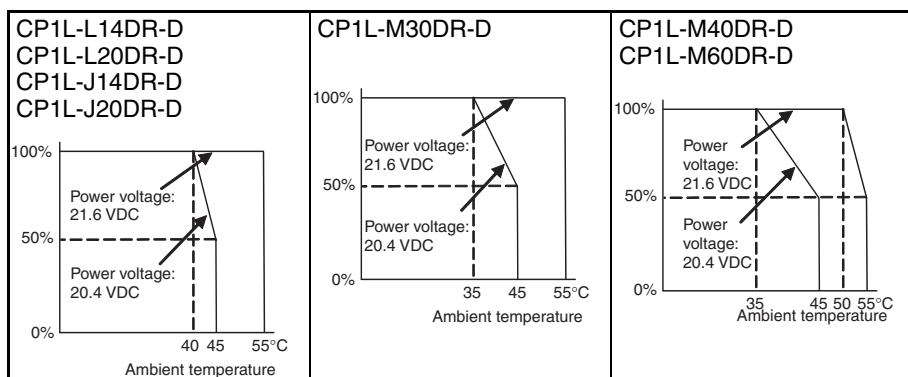 CP1L-L14DR-D
CP1L-L20DR-D
CP1L-J14DR-D
CP1L-J20DR-D
100%
Power voltage:
21.6 VDC
50%
Power voltage:
20.4 VDC
0%
40 45 55°C
Ambient temperature
CP1L-M30DR-D
100%
Power voltage:
21.6 VDC
50%
Power voltage:
20.4 VDC
0%
35 45 55°C
Ambient temperature
CP1L-M40DR-D
CP1L-M60DR-D
100%
Power
voltage:
21.6 VDC
50%
Power
voltage:
20.4 VDC
0%
35 45 50 55°C
Ambient temperature